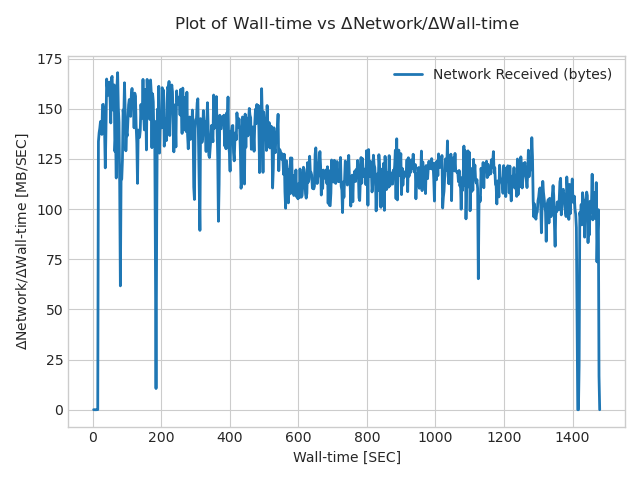 Plot of Wall-time vs ΔNetwork/ΔWall-time
Network Received (bytes)
ΔNetwork/ΔWall-time [MB/SEC]
175
150
125
100
75
50
25
0
0 200 400 600 800 1000 1200 1400
Wall-time [SEC]